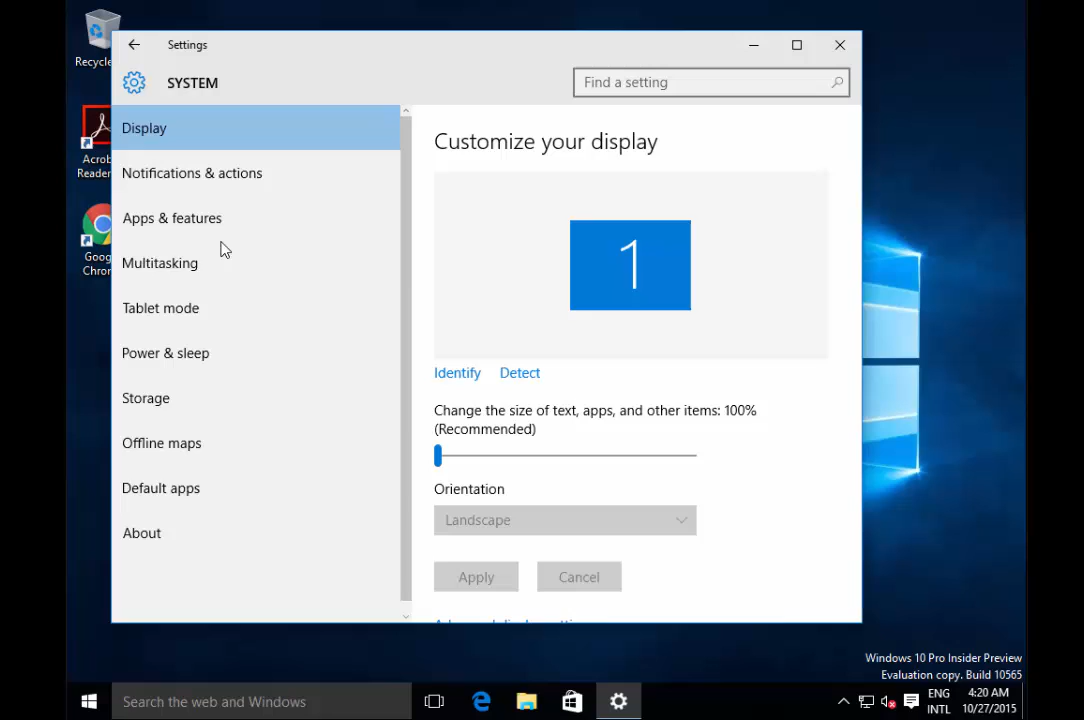 Recycle
Settings
SYSTEM
Find a setting
Display
Customize your display
Notifications & actions
Acrob
Reader
Apps & features
1
Goog
Chron
Multitasking
Tablet mode
Power & sleep
Identify Detect
Storage
Change the size of text, apps, and other items: 100%
(Recommended)
Offline maps
Default apps
Orientation
Landscape
About
Apply Cancel
Windows 10 Pro Insider Preview
Evaluation copy. Build 10565
Search the web and Windows
ENG
INTL
4:20 AM
10/27/2015